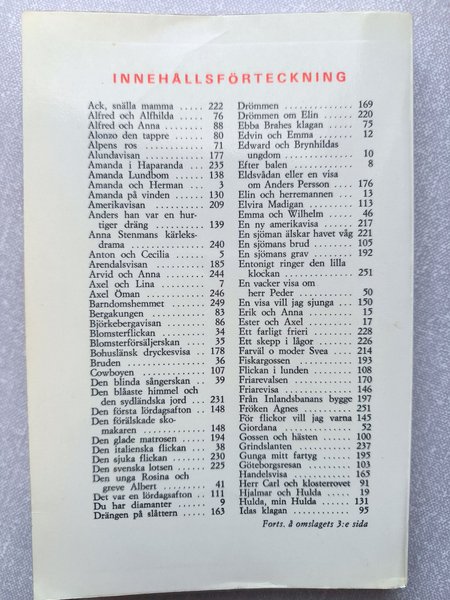 INNEHÅLLSFÖRTECKNING
Ack, snälla mamma ..... 222
Alfred och Alfhilda ..... 76
Alfred och Anna ..... 88
Alonzo den tappre ..... 80
Alpens ros ..... 71
Alundavisan ..... 177
Amanda i Haparanda .... 235
Amanda Lundbom ..... 138
Amanda och Herman .... 3
Amanda på vinden ..... 130
Amerikavisan ..... 209
Anders han var en hur-
tiger dräng ..... 139
Anna Stenmans kärleks-
drama ..... 240
Anton och Cecilia ..... 5
Arendalsvisan ..... 185
Arvid och Anna ..... 244
Axel och Lina ..... 7
Axel Öman ..... 246
Barndomshemmet ..... 249
Bergakungen ..... 83
Björkebergavisan ..... 86
Blomsterflickan ..... 34
Blomsterförsäljerskan .... 35
Bohuslänsk dryckesvisa ... 178
Bruden ..... 36
Cowboyen ..... 107
Den blinda sångerskan ... 39
Den blåaste himmel och
den sydländska jord .... 231
Den första lördagsafton ... 148
Den förälskade sko-
makaren ..... 148
Den glade matrosen ..... 194
Den italienska flickan .... 38
Den sjuka flickan ..... 230
Den svenska lotsen ..... 225
Den unga Rosina och
greve Albert ..... 41
Det var en lördagsafton ... 111
Du har diamanter ..... 9
Drängen på slåttern ..... 163
Drömmen ..... 169
Drömmen om Elin ..... 220
Ebba Brahes klagan ..... 75
Edvin och Emma ..... 12
Edward och Brynhildas
ungdom ..... 10
Efter balen ..... 8
Eldsvådan eller en visa
om Anders Persson .... 176
Elin och herremannen .... 13
Elvira Madigan ..... 113
Emma och Wilhelm ..... 46
En ny amerikavisa ..... 217
En sjöman älskar havet våg 221
En sjömans brud ..... 105
En sjömans grav ..... 192
Entonigt ringer den lilla
klockan ..... 251
En vacker visa om
herr Peder ..... 50
En visa vill jag sjunga ... 150
Erik och Anna ..... 15
Ester och Axel ..... 17
Ett farligt frieri ..... 228
Ett skepp i lågor ..... 226
Farväl o moder Svea ..... 214
Fiskargossen ..... 193
Flickan i lunden ..... 108
Friarevalsen ..... 170
Friarevisa ..... 146
Från Inlandsbanans bygge 197
Fröken Agnes ..... 251
För flickor vill jag varna 145
Giordana ..... 52
Gossen och hästen ..... 100
Grindslanten ..... 237
Gunga mitt fartyg ..... 195
Göteborgsresan ..... 103
Handelsvisa ..... 165
Herr Carl och klosterrovet 91
Hjalmar och Hulda ..... 19
Hulda, min Hulda ..... 131
Idas klagan ..... 95
Forts. å omslagets 3:e sida